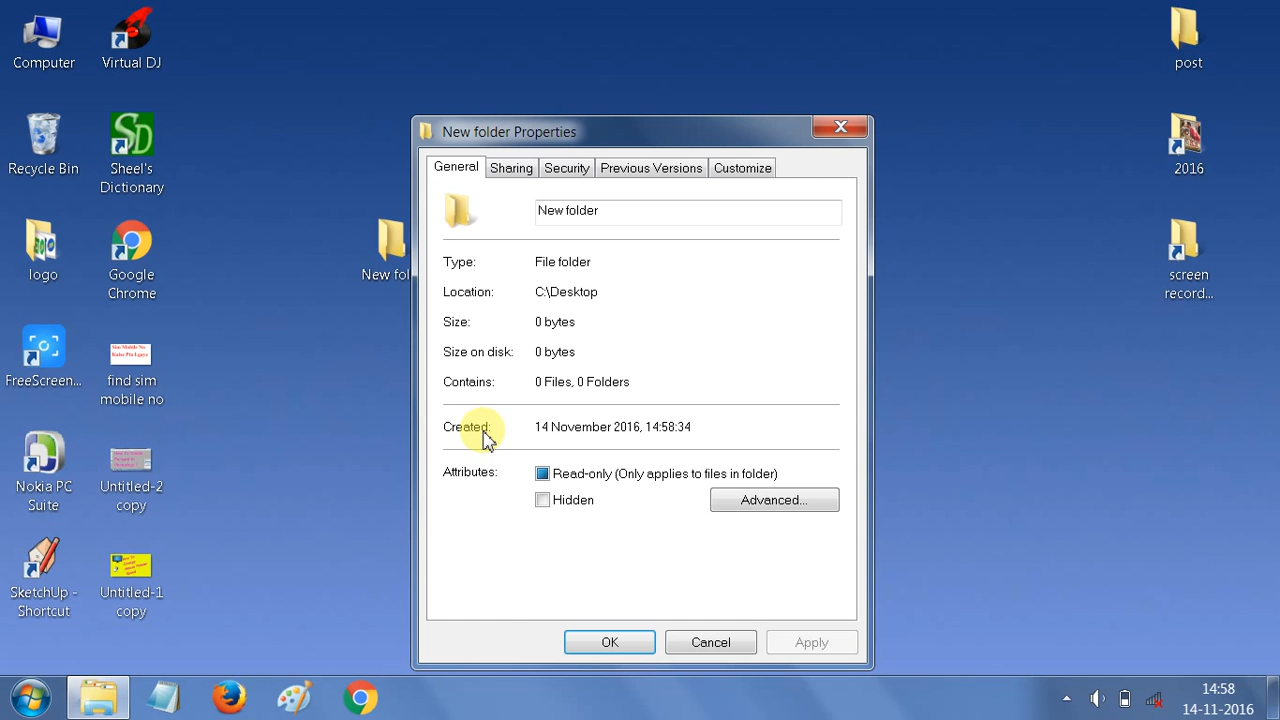 Computer
Virtual DJ
post
Recycle Bin
Sheel's
Dictionary
2016
logo
Google
Chrome
New fol
screen
record...
FreeScreen...
Sim Mobile No
find sim
mobile no
Nokia PC
Suite
Untitled-2
copy
SketchUp -
Shortcut
Untitled-1
copy
New folder Properties
General
Sharing
Security
Previous Versions
Customize
New folder
Type: File folder
Location: C:\Desktop
Size: 0 bytes
Size on disk: 0 bytes
Contains: 0 Files, 0 Folders
Created: 14 November 2016, 14:58:34
Attributes: Read-only (Only applies to files in folder)
Hidden
Advanced...
OK
Cancel
Apply
14:58
14-11-2016